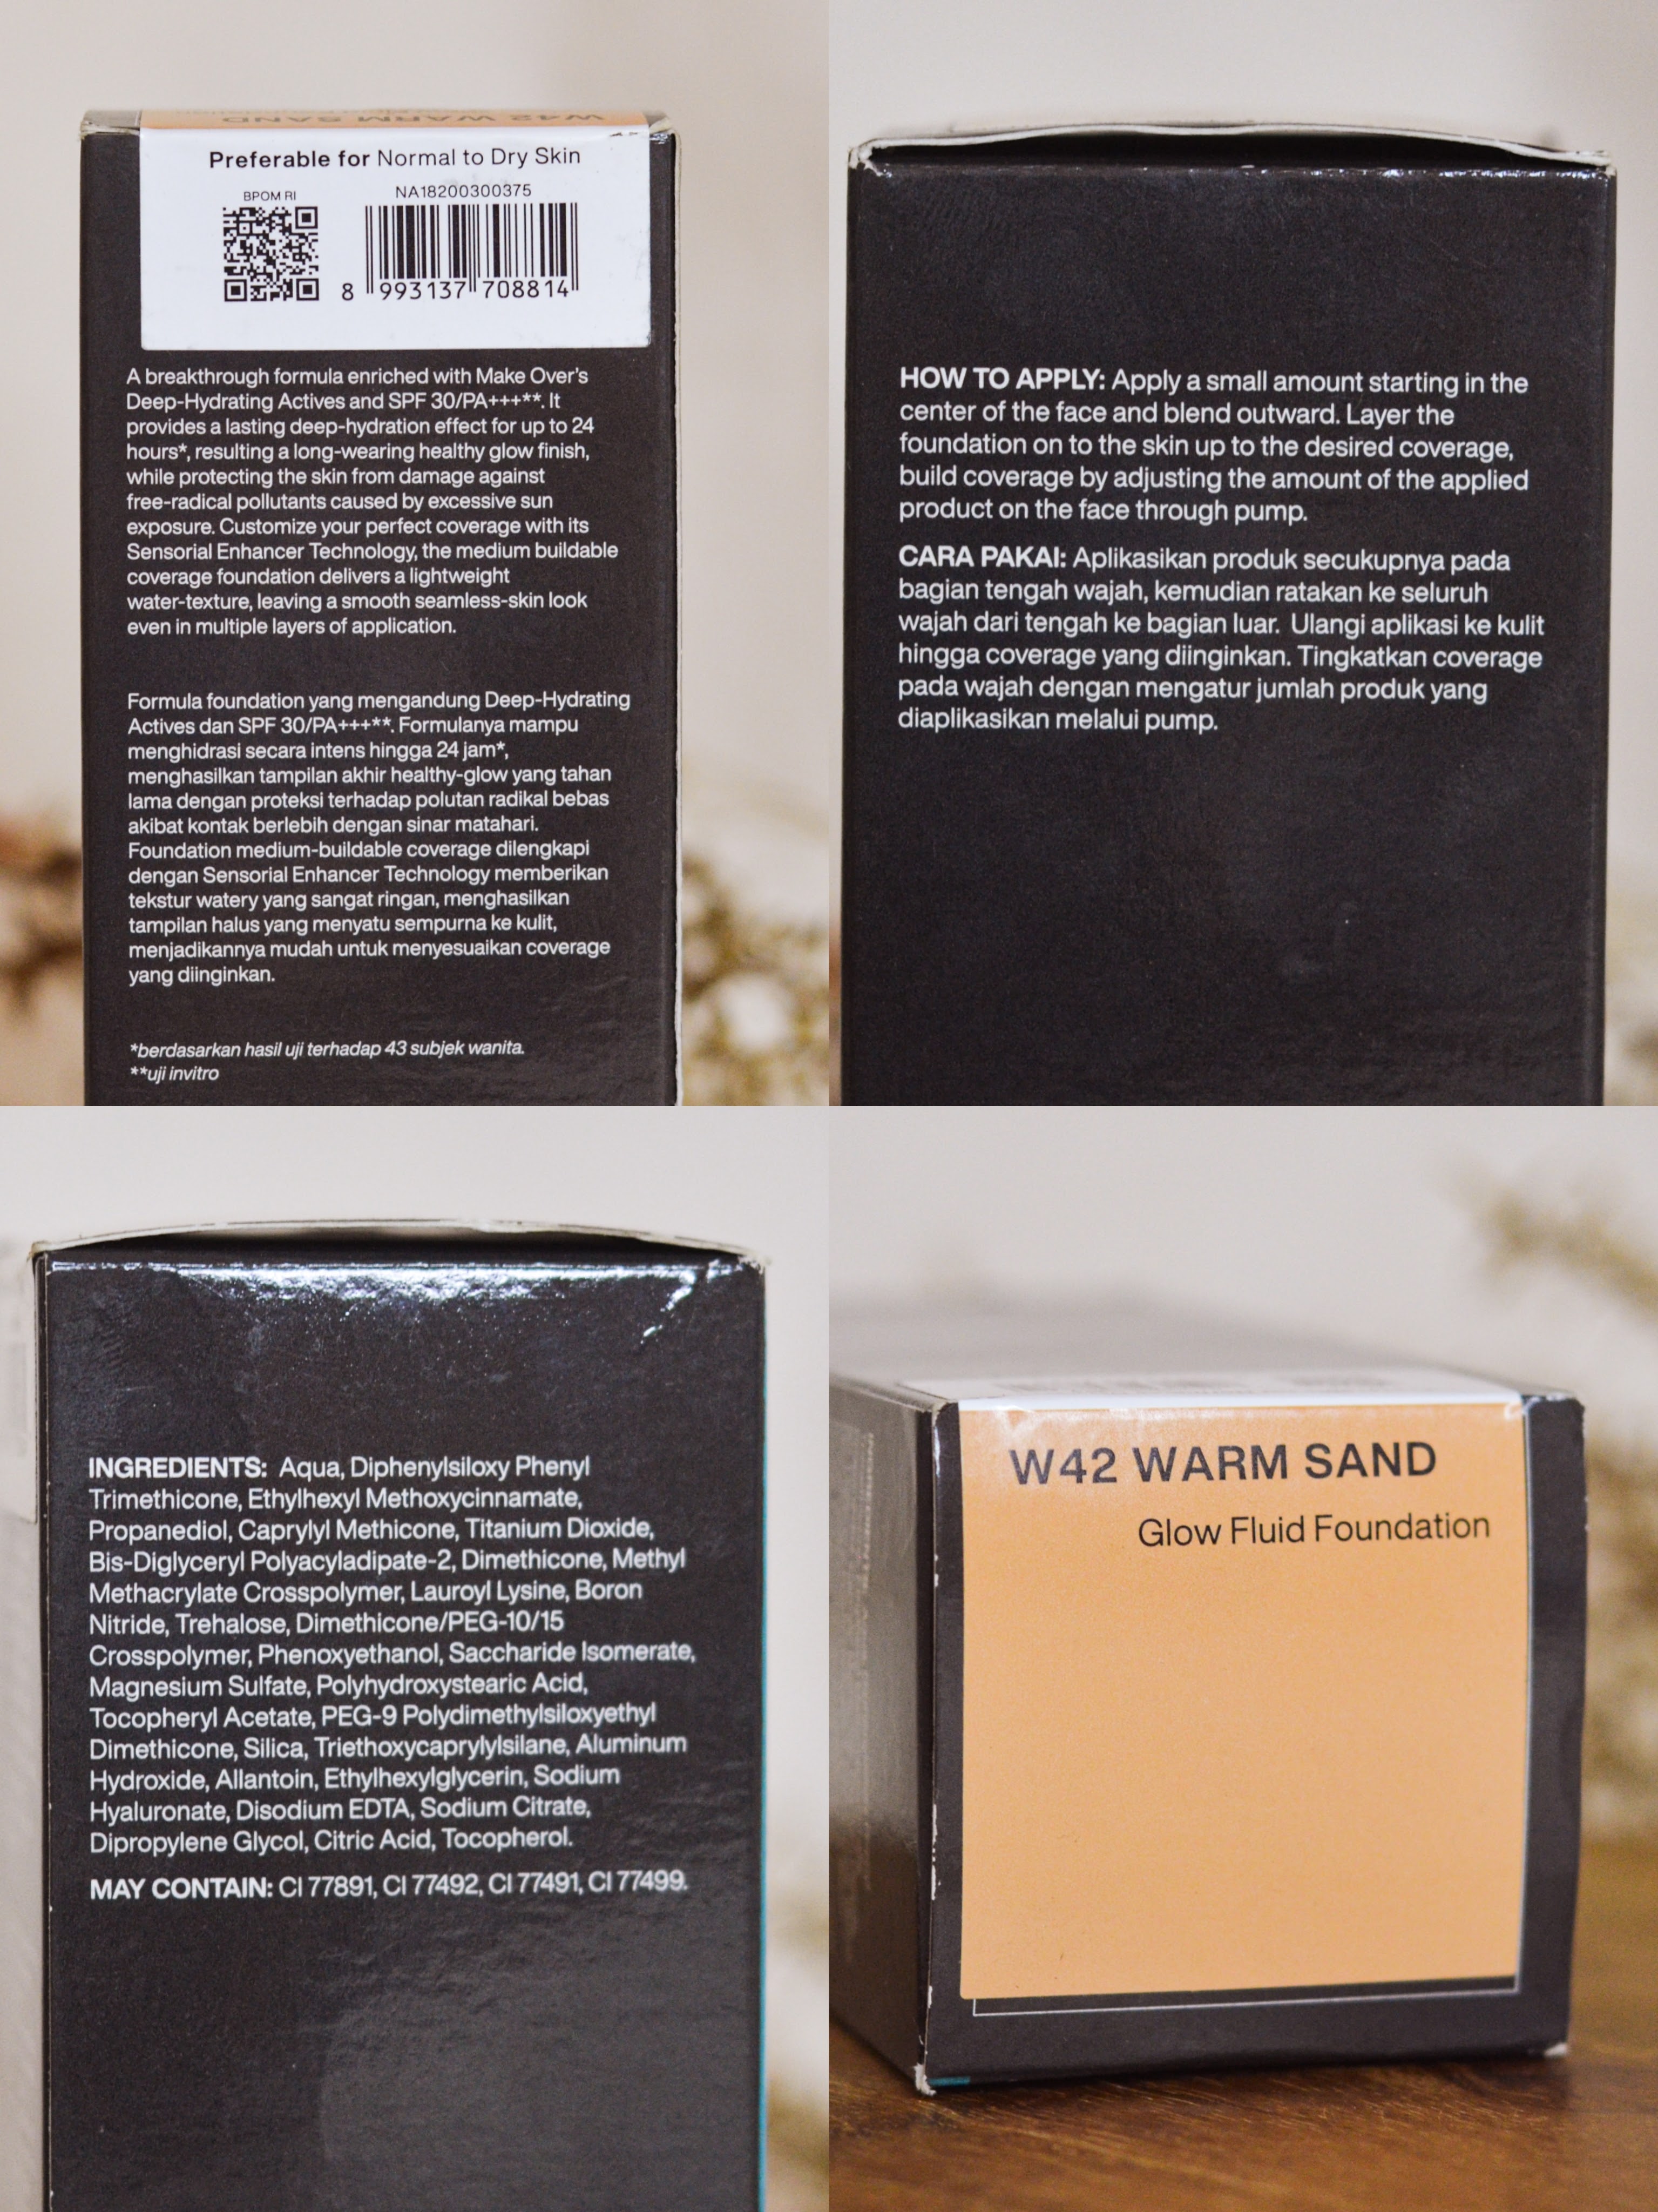 W42 WARM SAND
Preferable for Normal to Dry Skin
BPOM RI
NA18200300375
8 993137 708814
A breakthrough formula enriched with Make Over's
Deep-Hydrating Actives and SPF 30/PA+++**. It
provides a lasting deep-hydration effect for up to 24
hours*, resulting a long-wearing healthy glow finish,
while protecting the skin from damage against
free-radical pollutants caused by excessive sun
exposure. Customize your perfect coverage with its
Sensorial Enhancer Technology, the medium buildable
coverage foundation delivers a lightweight
water-texture, leaving a smooth seamless-skin look
even in multiple layers of application.
Formula foundation yang mengandung Deep-Hydrating
Actives dan SPF 30/PA+++**. Formulanya mampu
menghidrasi secara intens hingga 24 jam*,
menghasilkan tampilan akhir healthy-glow yang tahan
lama dengan proteksi terhadap polutan radikal bebas
akibat kontak berlebih dengan sinar matahari.
Foundation medium-buildable coverage dilengkapi
dengan Sensorial Enhancer Technology memberikan
tekstur watery yang sangat ringan, menghasilkan
tampilan halus yang menyatu sempurna ke kulit,
menjadikannya mudah untuk menyesuaikan coverage
yang diinginkan.
*berdasarkan hasil uji terhadap 43 subjek wanita.
**uji invitro
HOW TO APPLY: Apply a small amount starting in the
center of the face and blend outward. Layer the
foundation on to the skin up to the desired coverage,
build coverage by adjusting the amount of the applied
product on the face through pump.
CARA PAKAI: Aplikasikan produk secukupnya pada
bagian tengah wajah, kemudian ratakan ke seluruh
wajah dari tengah ke bagian luar. Ulangi aplikasi ke kulit
hingga coverage yang diinginkan. Tingkatkan coverage
pada wajah dengan mengatur jumlah produk yang
diaplikasikan melalui pump.
INGREDIENTS: Aqua, Diphenylsiloxy Phenyl
Trimethicone, Ethylhexyl Methoxycinnamate,
Propanediol, Caprylyl Methicone, Titanium Dioxide,
Bis-Diglyceryl Polyacyladipate-2, Dimethicone, Methyl
Methacrylate Crosspolymer, Lauroyl Lysine, Boron
Nitride, Trehalose, Dimethicone/PEG-10/15
Crosspolymer, Phenoxyethanol, Saccharide Isomerate,
Magnesium Sulfate, Polyhydroxystearic Acid,
Tocopheryl Acetate, PEG-9 Polydimethylsiloxyethyl
Dimethicone, Silica, Triethoxycaprylylsilane, Aluminum
Hydroxide, Allantoin, Ethylhexylglycerin, Sodium
Hyaluronate, Disodium EDTA, Sodium Citrate,
Dipropylene Glycol, Citric Acid, Tocopherol.
MAY CONTAIN: CI 77891, CI 77492, CI 77491, CI 77499.
W42 WARM SAND
Glow Fluid Foundation